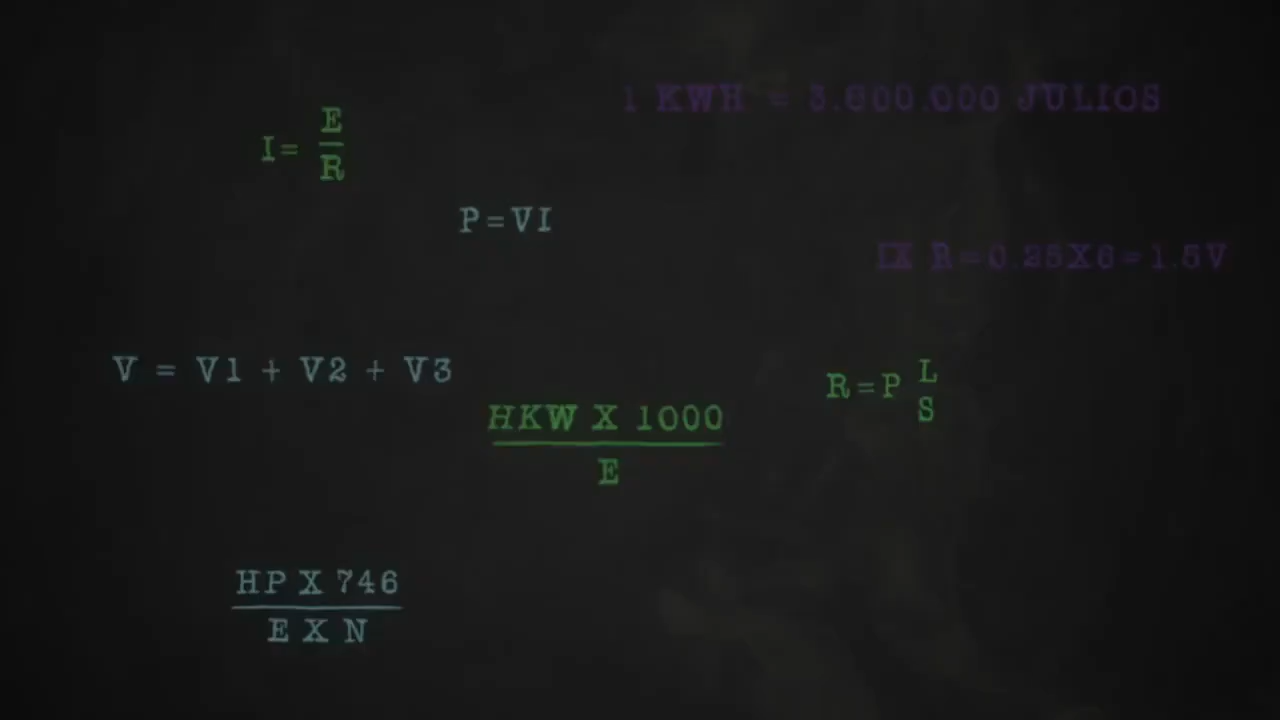 1 KWH = 3.600.000 JULIOS
I= E
R
P=VI
IX R=0.25X6=1.5V
V = V1 + V2 + V3
R=P L
S
HKW X 1000
E
HP X 746
E X N